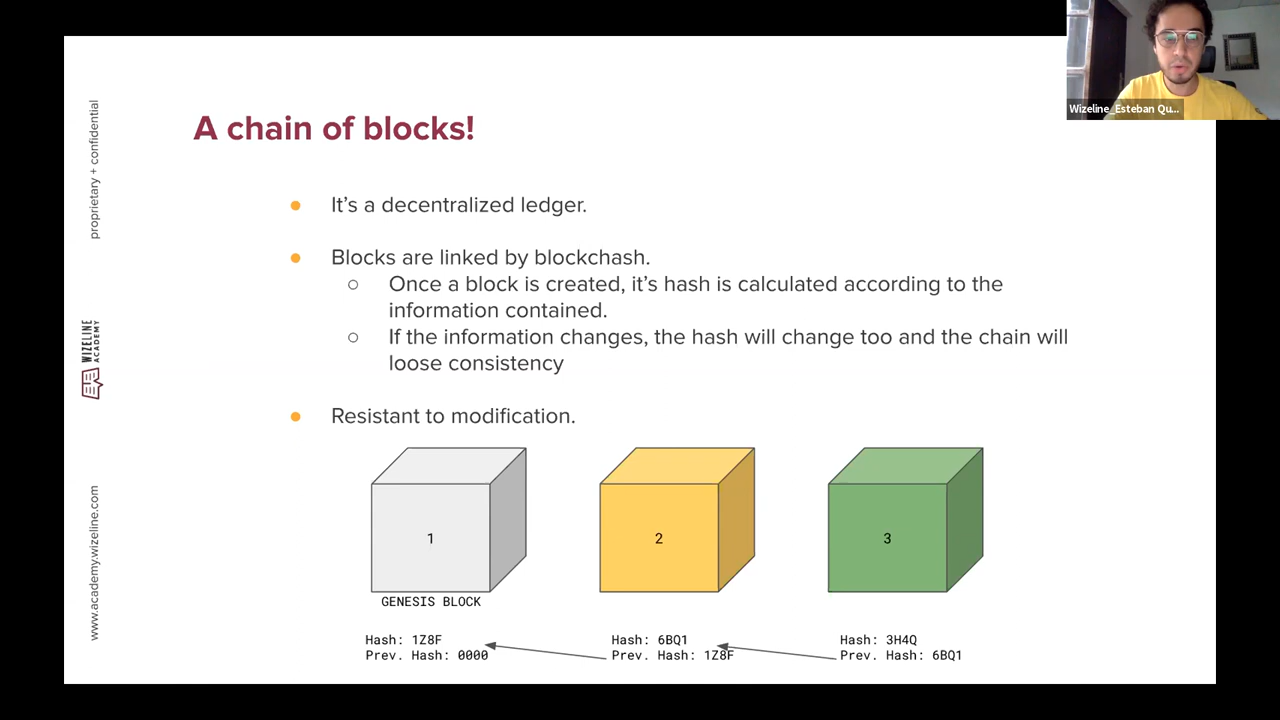 Wizeline_Esteban Qu...
proprietary + confidential
WIZELINE
ACADEMY
www.academy.wizeline.com
A chain of blocks!
● It's a decentralized ledger.
● Blocks are linked by blockchash.
○ Once a block is created, it's hash is calculated according to the
information contained.
○ If the information changes, the hash will change too and the chain will
loose consistency
● Resistant to modification.
1
2
3
GENESIS BLOCK
Hash: 1Z8F
Prev. Hash: 0000
Hash: 6BQ1
Prev. Hash: 1Z8F
Hash: 3H4Q
Prev. Hash: 6BQ1